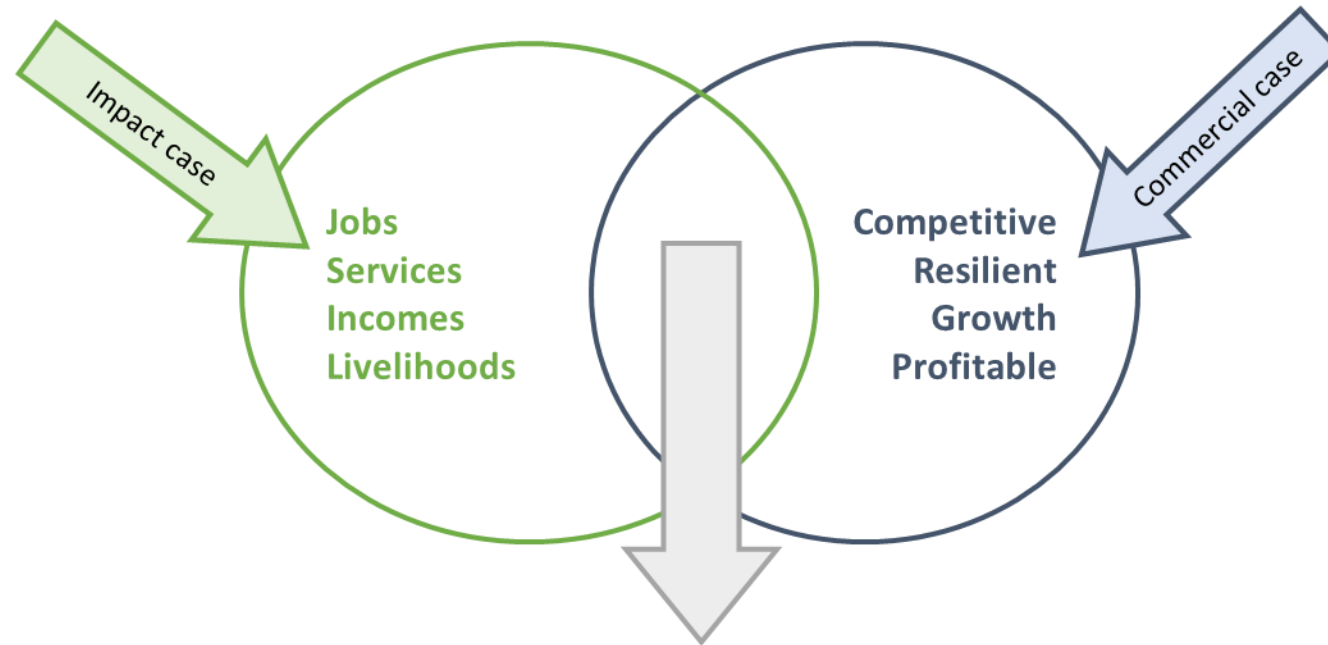 Impact case
Commercial case
Jobs
Services
Incomes
Livelihoods
Competitive
Resilient
Growth
Profitable